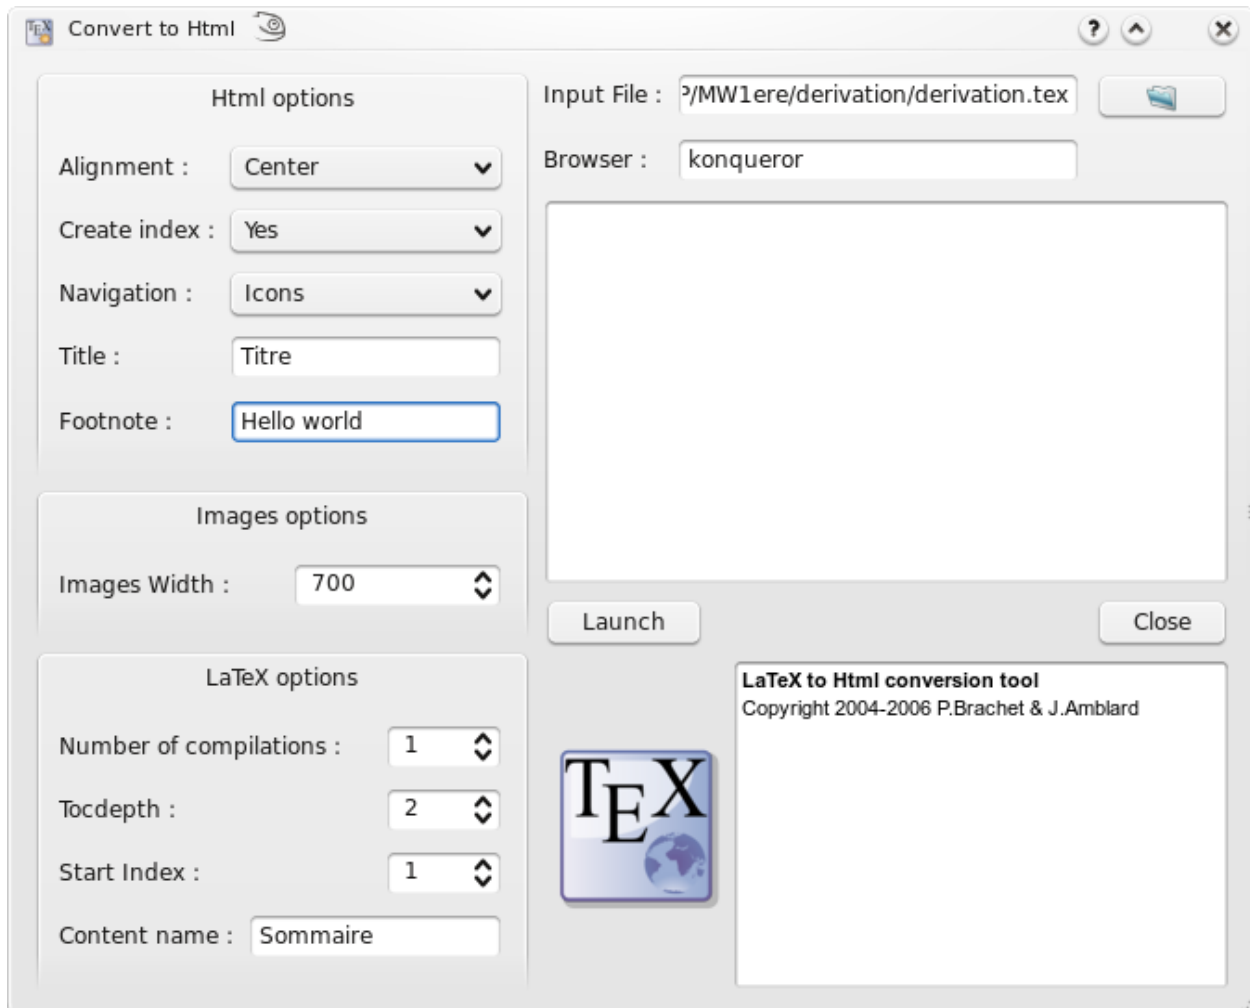 TEX Convert to Html ?
Html options
Alignment : Center
Create index : Yes
Navigation : Icons
Title : Titre
Footnote : Hello world
Images options
Images Width : 700
LaTeX options
Number of compilations : 1
Tocdepth : 2
Start Index : 1
Content name : Sommaire
Input File : /MW1ere/derivation/derivation.tex
Browser : konqueror
Launch
Close
TEX
LaTeX to Html conversion tool
Copyright 2004-2006 P.Brachet & J.Amblard